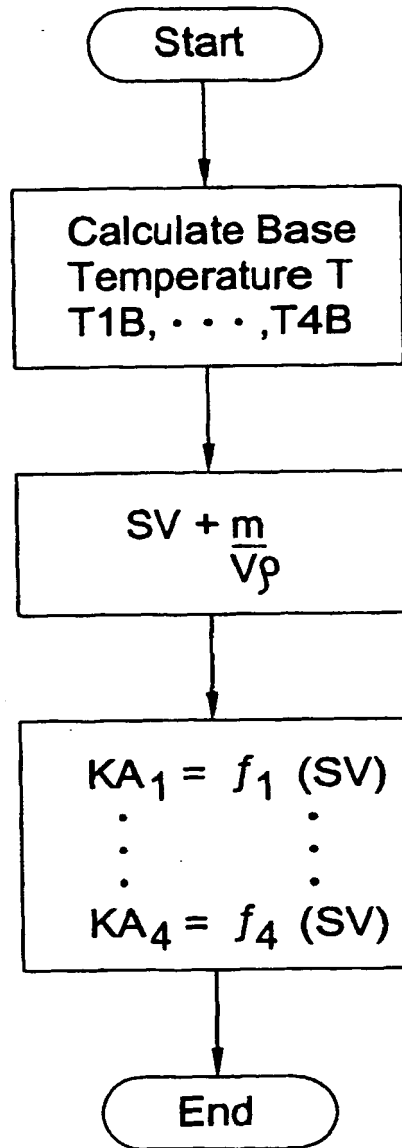 Start
Calculate Base
Temperature T
T1B, · · · ,T4B
SV + m
Vρ
KA₁ = f₁ (SV)
· ·
· ·
· ·
KA₄ = f₄ (SV)
End